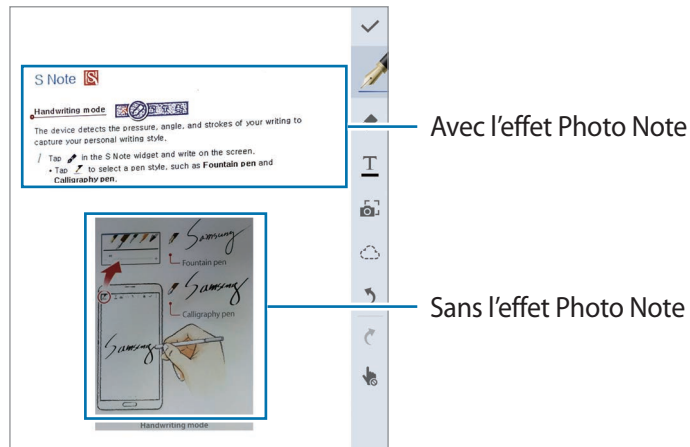 S Note
Handwriting mode
The device detects the pressure, angle, and strokes of your writing to
capture your personal writing style.
1 Tap in the S Note widget and write on the screen.
• Tap to select a pen style, such as Fountain pen and
Calligraphy pen.
Avec l'effet Photo Note
Samsung
Fountain pen
Samsung
Calligraphy pen
Samsung
Handwriting mode
Sans l'effet Photo Note
T